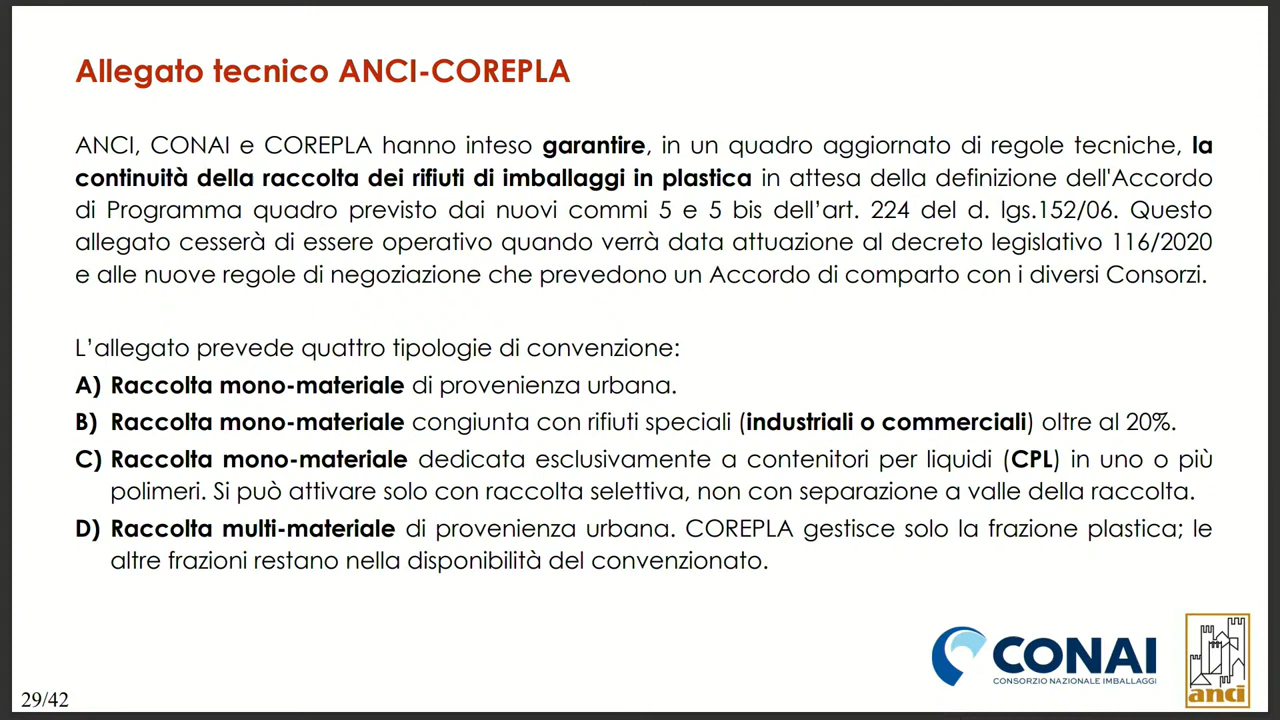 Allegato tecnico ANCI-COREPLA
ANCI, CONAI e COREPLA hanno inteso garantire, in un quadro aggiornato di regole tecniche, la
continuità della raccolta dei rifiuti di imballaggi in plastica in attesa della definizione dell'Accordo
di Programma quadro previsto dai nuovi commi 5 e 5 bis dell’art. 224 del d. lgs.152/06. Questo
allegato cesserà di essere operativo quando verrà data attuazione al decreto legislativo 116/2020
e alle nuove regole di negoziazione che prevedono un Accordo di comparto con i diversi Consorzi.
L’allegato prevede quattro tipologie di convenzione:
A) Raccolta mono-materiale di provenienza urbana.
B) Raccolta mono-materiale congiunta con rifiuti speciali (industriali o commerciali) oltre al 20%.
C) Raccolta mono-materiale dedicata esclusivamente a contenitori per liquidi (CPL) in uno o più
polimeri. Si può attivare solo con raccolta selettiva, non con separazione a valle della raccolta.
D) Raccolta multi-materiale di provenienza urbana. COREPLA gestisce solo la frazione plastica; le
altre frazioni restano nella disponibilità del convenzionato.
CONAI
CONSORZIO NAZIONALE IMBALLAGGI
anci
29/42